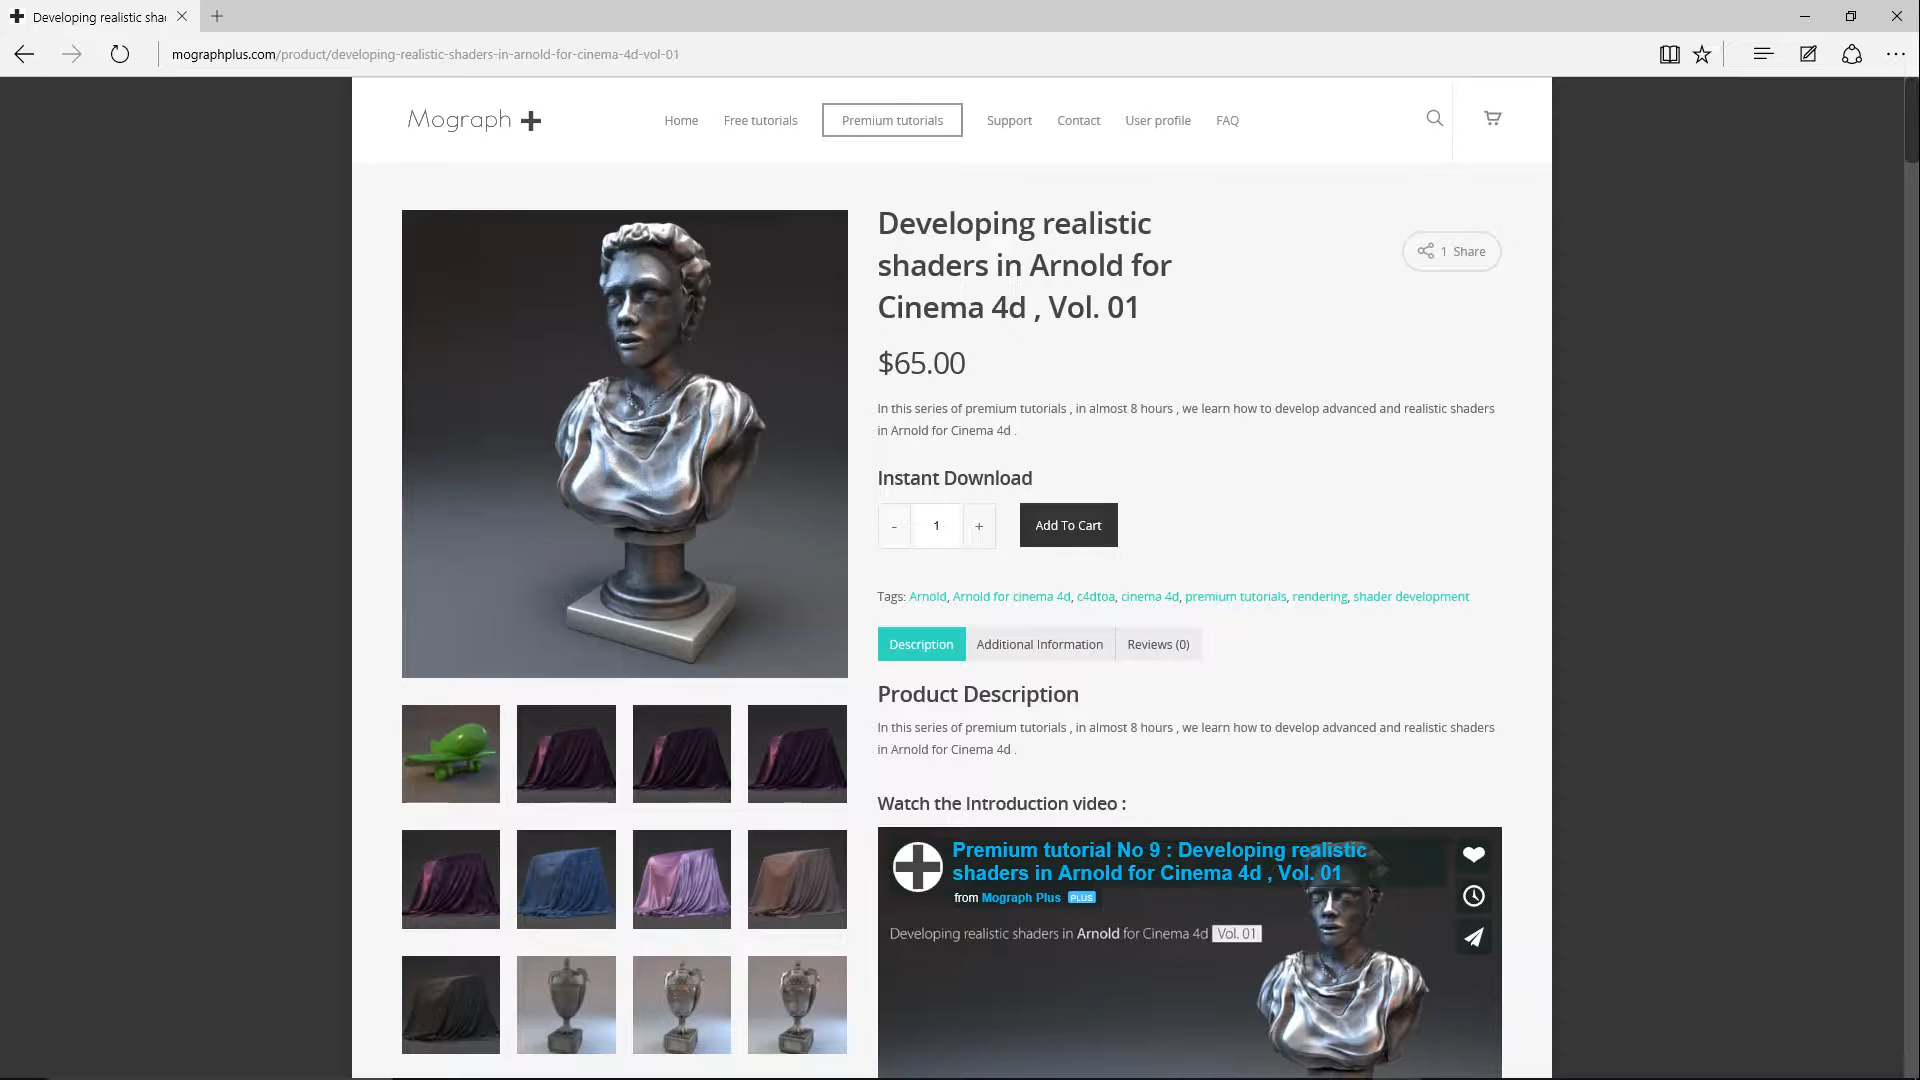 Developing realistic sha
mographplus.com/product/developing-realistic-shaders-in-arnold-for-cinema-4d-vol-01
Mograph
Home
Free tutorials
Premium tutorials
Support
Contact
User profile
FAQ
Developing realistic
shaders in Arnold for
Cinema 4d , Vol. 01
1 Share
$65.00
In this series of premium tutorials , in almost 8 hours , we learn how to develop advanced and realistic shaders
in Arnold for Cinema 4d .
Instant Download
- 1 +
Add To Cart
Tags: Arnold, Arnold for cinema 4d, c4dtoa, cinema 4d, premium tutorials, rendering, shader development
Description
Additional Information
Reviews (0)
Product Description
In this series of premium tutorials , in almost 8 hours , we learn how to develop advanced and realistic shaders
in Arnold for Cinema 4d .
Watch the Introduction video :
Premium tutorial No 9 : Developing realistic
shaders in Arnold for Cinema 4d , Vol. 01
from Mograph Plus PLUS
Developing realistic shaders in Arnold for Cinema 4d Vol. 01